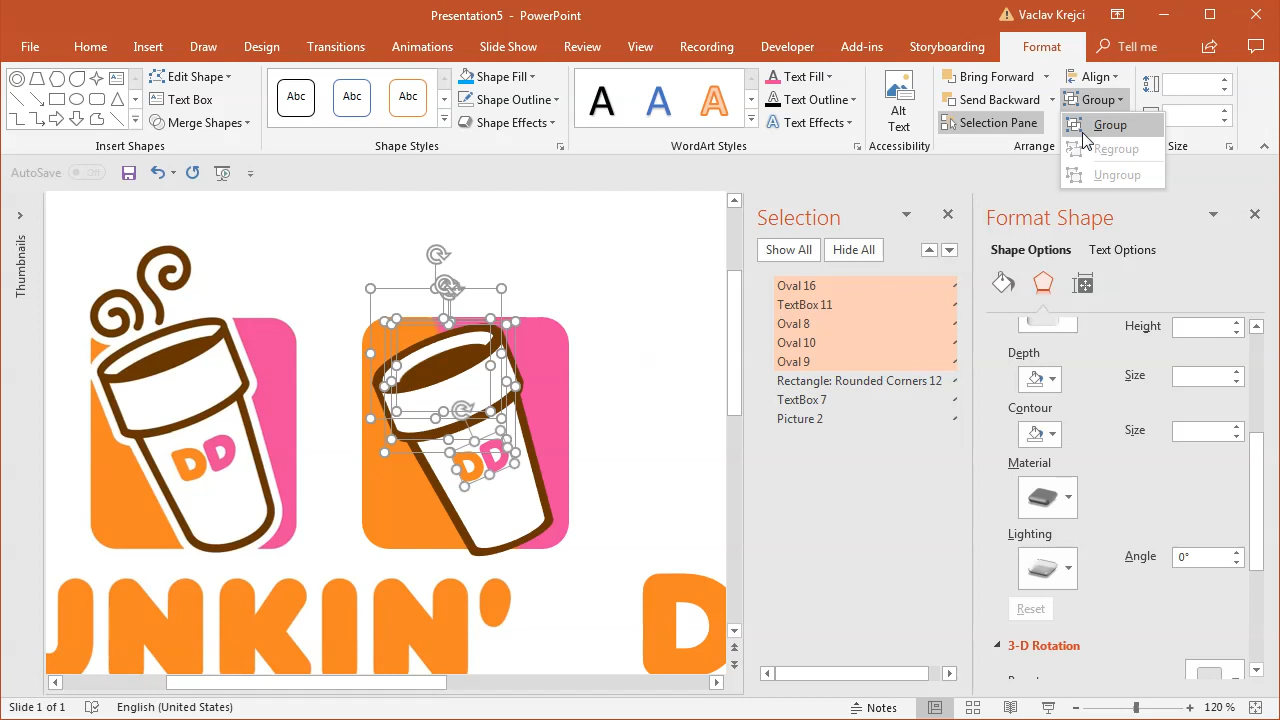 Presentation5 - PowerPoint
Vaclav Krejci
File Home Insert Draw Design Transitions Animations Slide Show Review View Recording Developer Add-ins Storyboarding Format Tell me
Edit Shape
Text Box
Merge Shapes
Insert Shapes
Abc Abc Abc
Shape Fill
Shape Outline
Shape Effects
Shape Styles
A A A
Text Fill
Text Outline
Text Effects
WordArt Styles
Alt
Text
Accessibility
Bring Forward
Send Backward
Selection Pane
Arrange
Align
Group
Group
Regroup
Ungroup
Size
AutoSave Off
Thumbnails
DD
DD
UNKIN'
D
Selection
Show All Hide All
Oval 16
TextBox 11
Oval 8
Oval 10
Oval 9
Rectangle: Rounded Corners 12
TextBox 7
Picture 2
Format Shape
Shape Options Text Options
Height
Depth
Size
Contour
Size
Material
Lighting
Angle 0°
Reset
3-D Rotation
Slide 1 of 1 English (United States) Notes 120 %